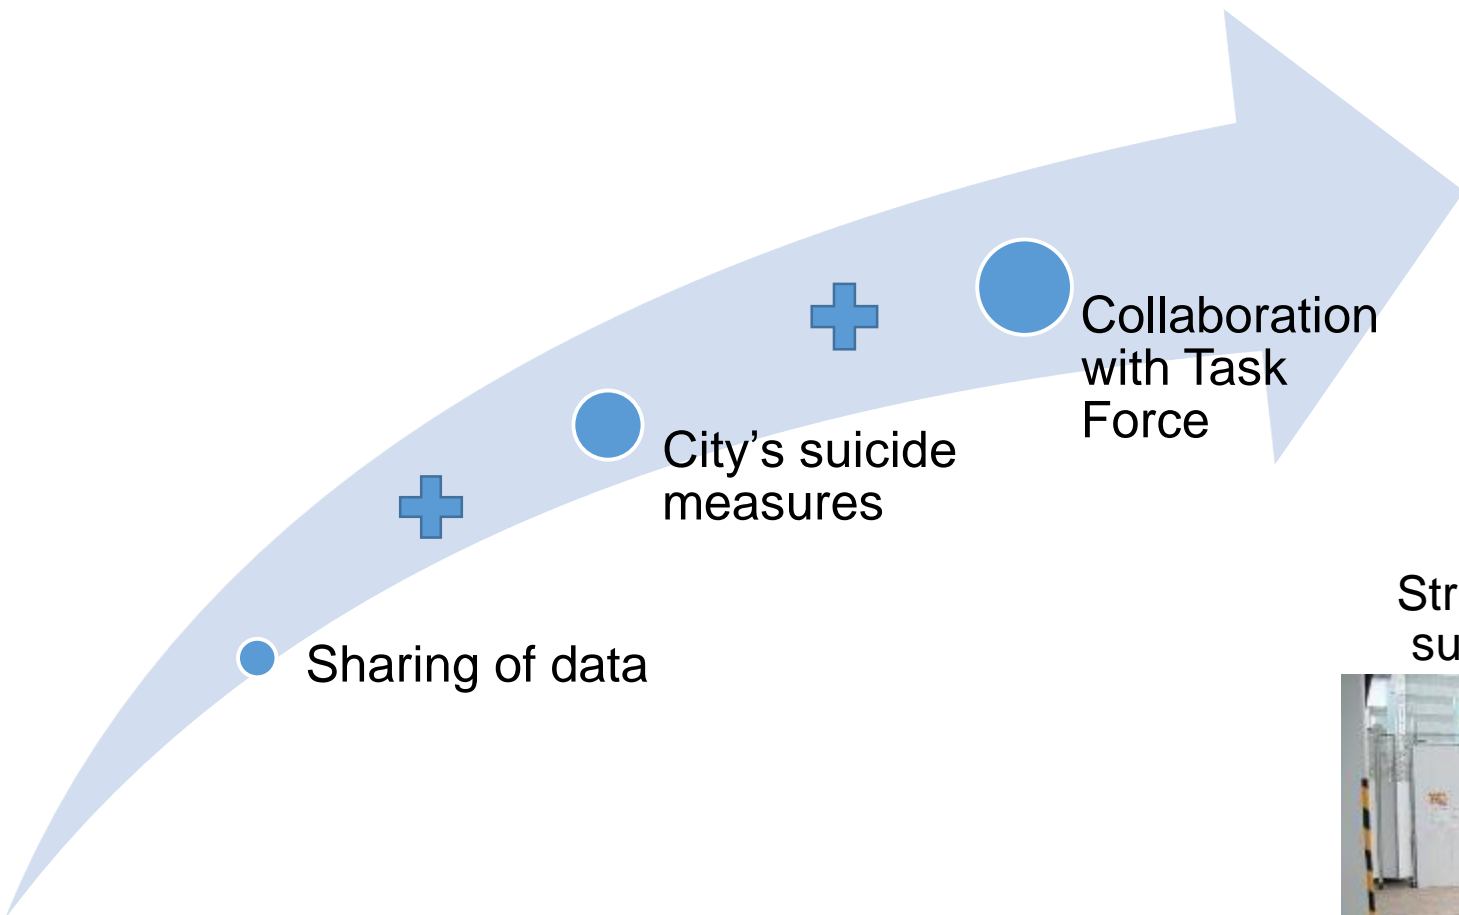 Collaboration
with Task
Force
City’s suicide
measures
Sharing of data